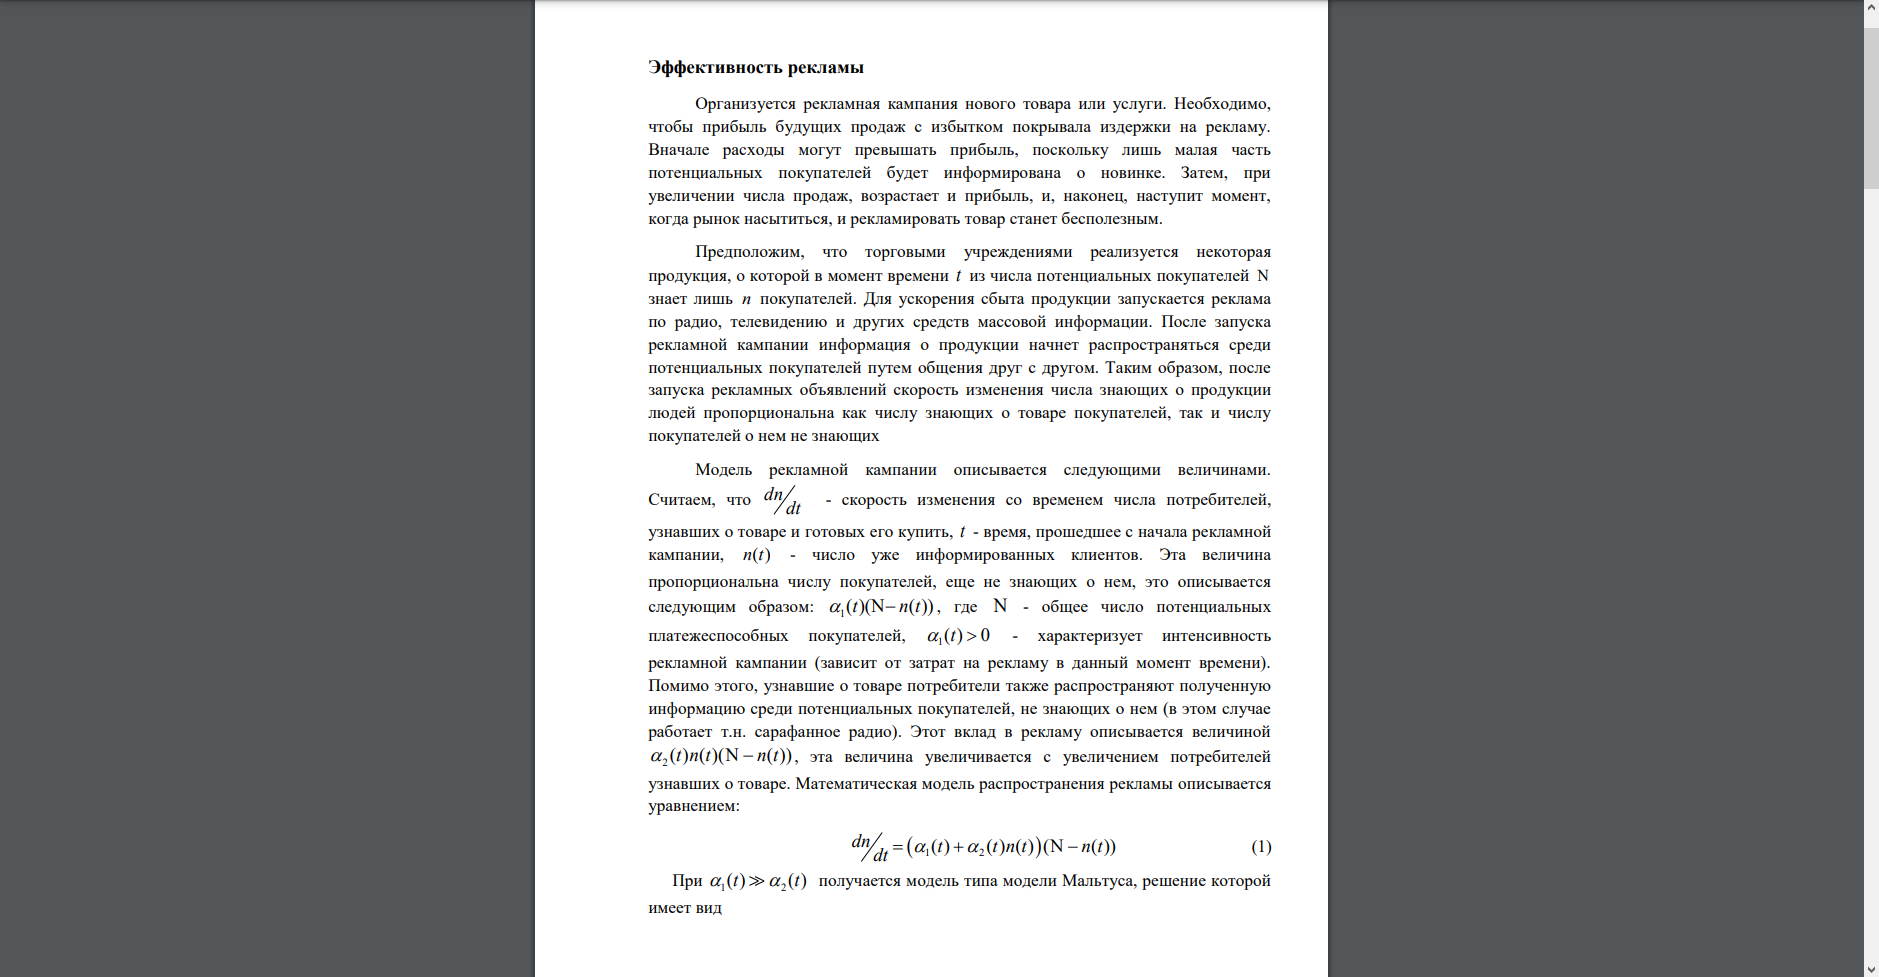 Эффективность рекламы
Организуется рекламная кампания нового товара или услуги. Необходимо,
чтобы прибыль будущих продаж с избытком покрывала издержки на рекламу.
Вначале расходы могут превышать прибыль, поскольку лишь малая часть
потенциальных покупателей будет информирована о новинке. Затем, при
увеличении числа продаж, возрастает и прибыль, и, наконец, наступит момент,
когда рынок насытиться, и рекламировать товар станет бесполезным.
Предположим, что торговыми учреждениями реализуется некоторая
продукция, о которой в момент времени t из числа потенциальных покупателей N
знает лишь n покупателей. Для ускорения сбыта продукции запускается реклама
по радио, телевидению и других средств массовой информации. После запуска
рекламной кампании информация о продукции начнет распространяться среди
потенциальных покупателей путем общения друг с другом. Таким образом, после
запуска рекламных объявлений скорость изменения числа знающих о продукции
людей пропорциональна как числу знающих о товаре покупателей, так и числу
покупателей о нем не знающих
Модель рекламной кампании описывается следующими величинами.
Считаем, что dn/dt - скорость изменения со временем числа потребителей,
узнавших о товаре и готовых его купить, t - время, прошедшее с начала рекламной
кампании, n(t) - число уже информированных клиентов. Эта величина
пропорциональна числу покупателей, еще не знающих о нем, это описывается
следующим образом: α₁(t)(N−n(t)), где N - общее число потенциальных
платежеспособных покупателей, α₁(t)>0 - характеризует интенсивность
рекламной кампании (зависит от затрат на рекламу в данный момент времени).
Помимо этого, узнавшие о товаре потребители также распространяют полученную
информацию среди потенциальных покупателей, не знающих о нем (в этом случае
работает т.н. сарафанное радио). Этот вклад в рекламу описывается величиной
α₂(t)n(t)(N−n(t)), эта величина увеличивается с увеличением потребителей
узнавших о товаре. Математическая модель распространения рекламы описывается
уравнением:
dn/dt = (α₁(t)+α₂(t)n(t))(N−n(t)) (1)
При α₁(t)≫α₂(t) получается модель типа модели Мальтуса, решение которой
имеет вид